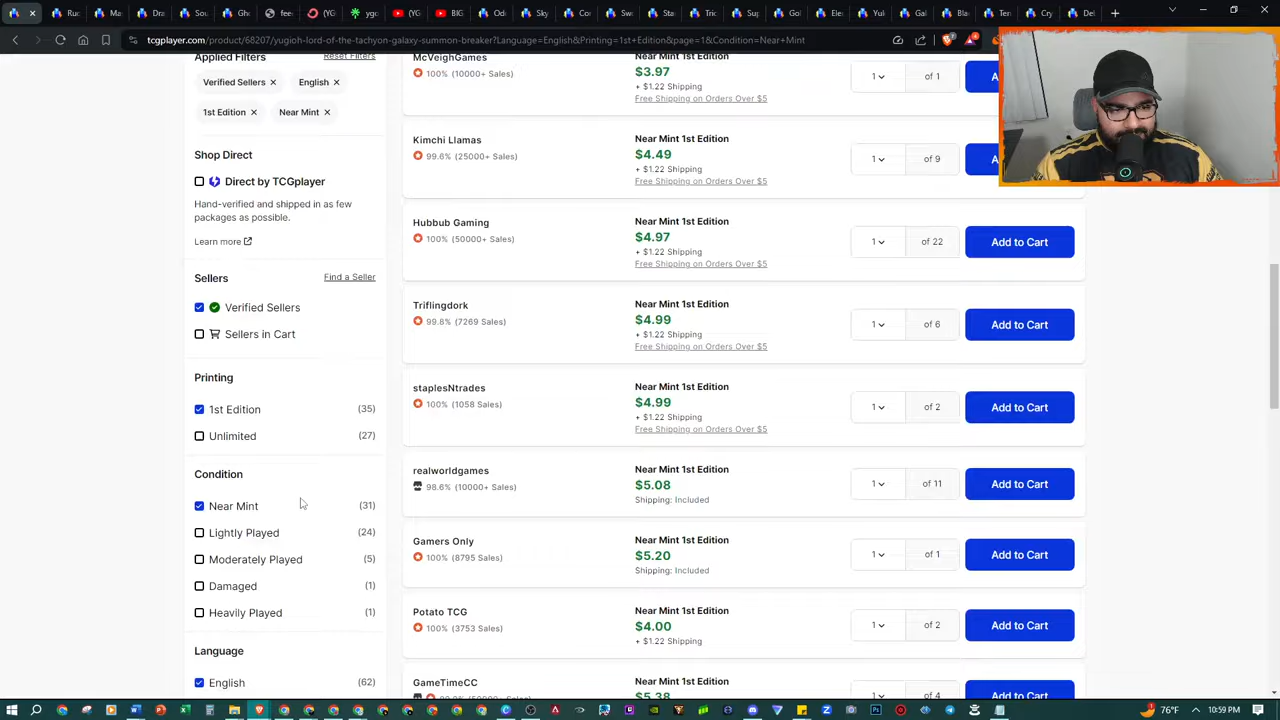 tcgplayer.com/product/68207/yugioh-lord-of-the-tachyon-galaxy-summon-breaker?Language=English&Printing=1st+Edition&page=1&Condition=Near+Mint
Applied Filters
Reset Filters
Verified Sellers
English
1st Edition
Near Mint
Shop Direct
Direct by TCGplayer
Hand-verified and shipped in as few
packages as possible.
Learn more
Sellers
Find a Seller
Verified Sellers
Sellers in Cart
Printing
1st Edition (35)
Unlimited (27)
Condition
Near Mint (31)
Lightly Played (24)
Moderately Played (5)
Damaged (1)
Heavily Played (1)
Language
English (62)
McVeighGames
100% (10000+ Sales)
Near Mint 1st Edition
$3.97
+ $1.22 Shipping
Free Shipping on Orders Over $5
1 of 1
Kimchi Llamas
99.6% (25000+ Sales)
Near Mint 1st Edition
$4.49
+ $1.22 Shipping
Free Shipping on Orders Over $5
1 of 9
Hubbub Gaming
100% (50000+ Sales)
Near Mint 1st Edition
$4.97
+ $1.22 Shipping
Free Shipping on Orders Over $5
1 of 22
Add to Cart
Triflingdork
99.8% (7269 Sales)
Near Mint 1st Edition
$4.99
+ $1.22 Shipping
Free Shipping on Orders Over $5
1 of 6
Add to Cart
staplesNtrades
100% (1058 Sales)
Near Mint 1st Edition
$4.99
+ $1.22 Shipping
Free Shipping on Orders Over $5
1 of 2
Add to Cart
realworldgames
98.6% (10000+ Sales)
Near Mint 1st Edition
$5.08
Shipping: Included
1 of 11
Add to Cart
Gamers Only
100% (8795 Sales)
Near Mint 1st Edition
$5.20
Shipping: Included
1 of 1
Add to Cart
Potato TCG
100% (3753 Sales)
Near Mint 1st Edition
$4.00
+ $1.22 Shipping
1 of 2
Add to Cart
GameTimeCC
Near Mint 1st Edition
$5.38
1 of 4
Add to Cart
76°F
10:59 PM